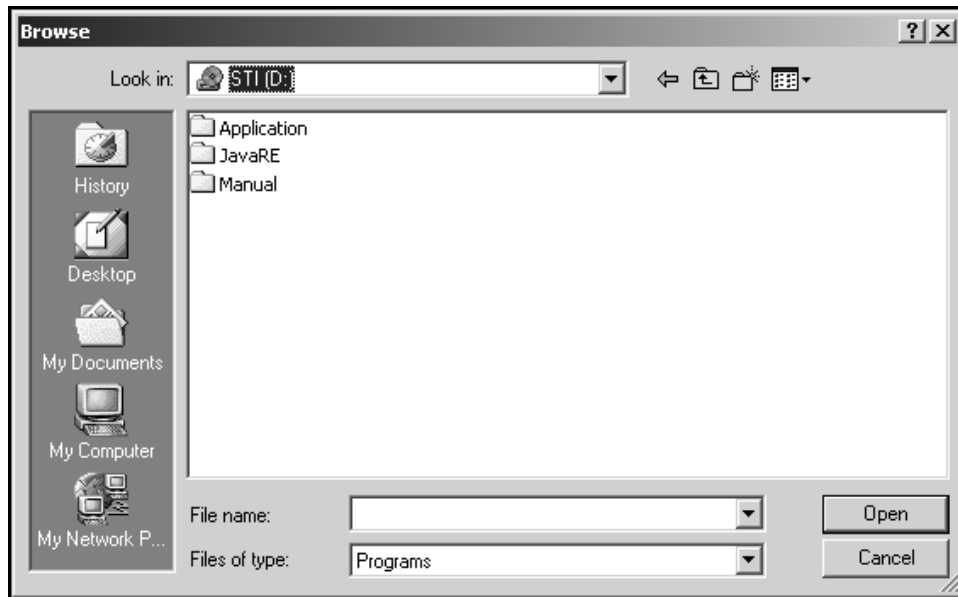 Browse
Look in: STI (D:)
History
Desktop
My Documents
My Computer
My Network P...
Application
JavaRE
Manual
File name:
Open
Files of type: Programs
Cancel